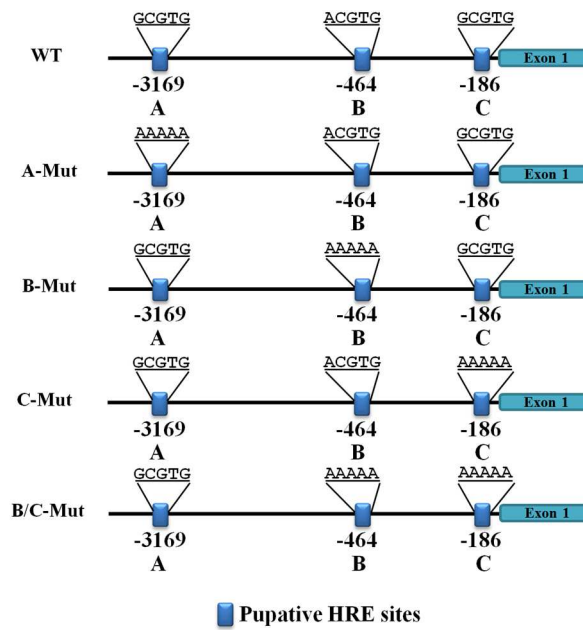 GCGTG ACGTG GCGTG
WT Exon 1
-3169 -464 -186
A B C
AAAAA ACGTG GCGTG
A-Mut Exon 1
-3169 -464 -186
A B C
GCGTG AAAAA GCGTG
B-Mut Exon 1
-3169 -464 -186
A B C
GCGTG ACGTG AAAAA
C-Mut Exon 1
-3169 -464 -186
A B C
GCGTG AAAAA AAAAA
B/C-Mut Exon 1
-3169 -464 -186
A B C
Pupative HRE sites